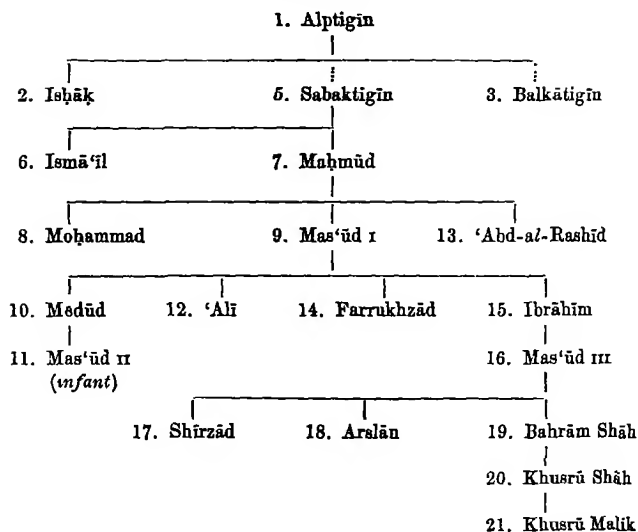 1. Alptigīn
2. Isḥāḳ 5. Sabaktigīn 3. Balkātigīn
6. Ismā‘īl 7. Maḥmūd
8. Moḥammad 9. Mas‘ūd I 13. ‘Abd-al-Rashīd
10. Mōdūd 12. ‘Alī 14. Farrukhzād 15. Ibrāhīm
11. Mas‘ūd II 16. Mas‘ūd III
(infant)
17. Shīrzād 18. Arslān 19. Bahrām Shāh
20. Khusrū Shāh
21. Khusrū Malik